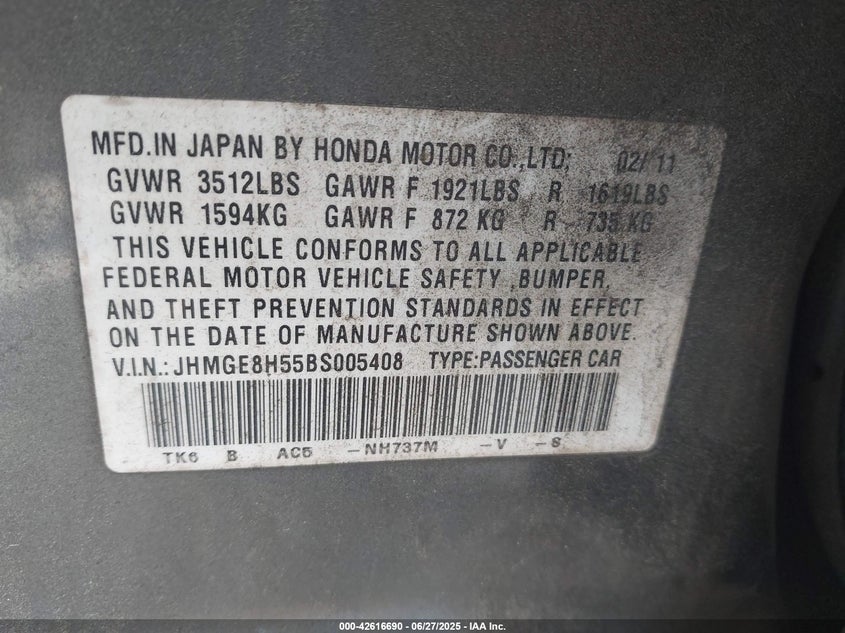 MFD.IN JAPAN BY HONDA MOTOR CO.,LTD; 02/11
GVWR 3512LBS GAWR F 1921LBS R 1619LBS
GVWR 1594KG GAWR F 872 KG R 735 KG
THIS VEHICLE CONFORMS TO ALL APPLICABLE
FEDERAL MOTOR VEHICLE SAFETY ,BUMPER,
AND THEFT PREVENTION STANDARDS IN EFFECT
ON THE DATE OF MANUFACTURE SHOWN ABOVE.
V.I.N.: JHMGE8H55BS005408 TYPE:PASSENGER CAR
TK6 B AC5 -NH737M -V -S
000-42616690 - 06/27/2025 - IAA Inc.